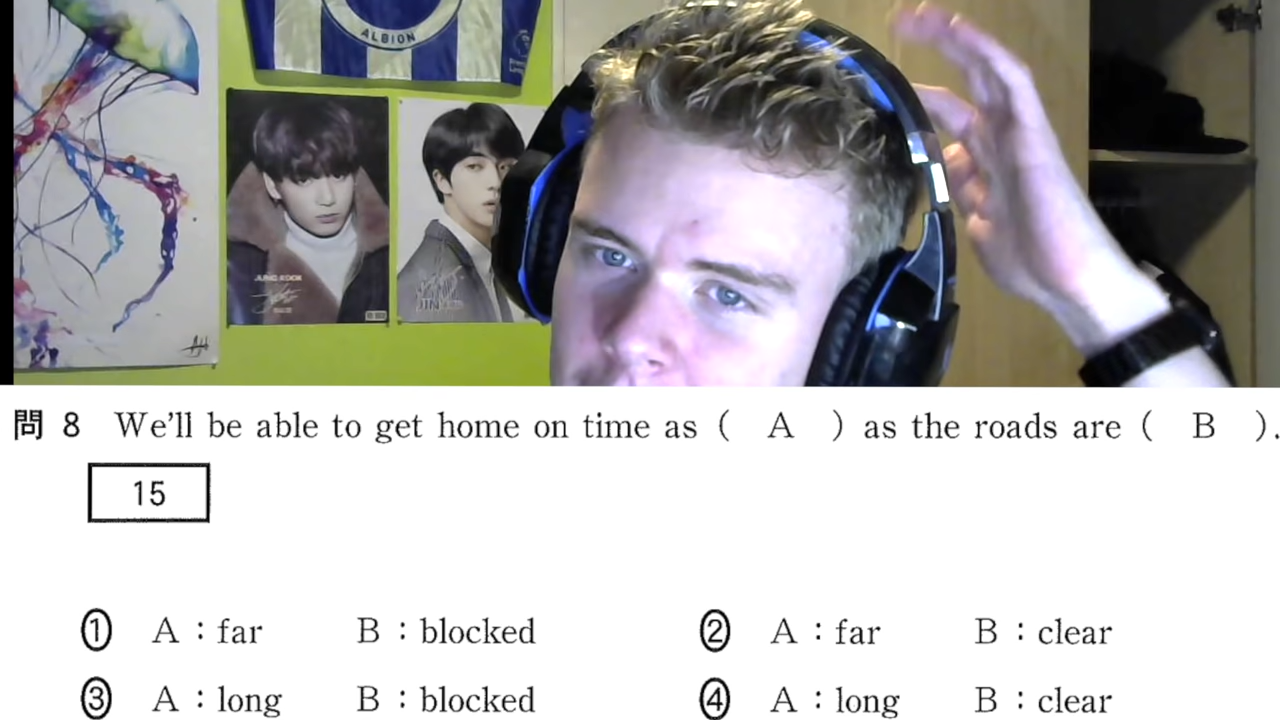 ALBION
JUNG KOOK
JIN
問 8 We'll be able to get home on time as ( A ) as the roads are ( B ).
15
① A : far B : blocked ② A : far B : clear
③ A : long B : blocked ④ A : long B : clear